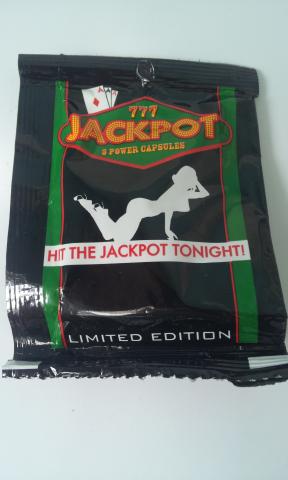 A A A
777
JACKPOT
3 POWER CAPSULES
HIT THE JACKPOT TONIGHT!
LIMITED EDITION